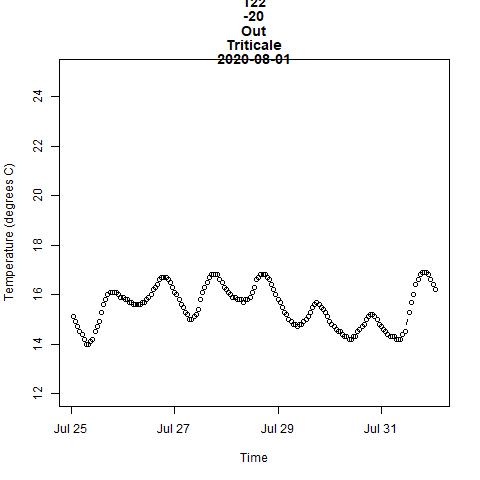 122
-20
Out
Triticale
2020-08-01
Temperature (degrees C)
24
22
20
18
16
14
12
Jul 25
Jul 27
Jul 29
Jul 31
Time